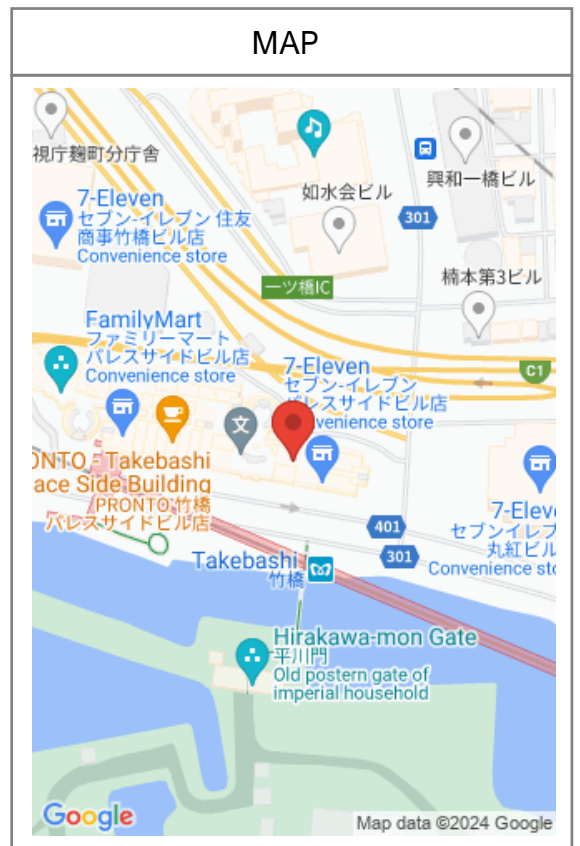 MAP
視庁麹町分庁舎
7-Eleven
セブン-イレブン 住友
商事竹橋ビル店
Convenience store
如水会ビル
興和一橋ビル
301
一ツ橋IC
楠本第3ビル
FamilyMart
ファミリーマート
パレスサイドビル店
Convenience store
7-Eleven
セブン-イレブン
パレスサイドビル店
venience store
C1
文
ONTO - Takebashi
ace Side Building
PRONTO 竹橋
パレスサイドビル店
7-Elev
セブンイレブ
丸紅ビル
Convenience sto
401
301
Takebashi
竹橋
Hirakawa-mon Gate
平川門
Old postern gate of
imperial household
Google
Map data ©2024 Google